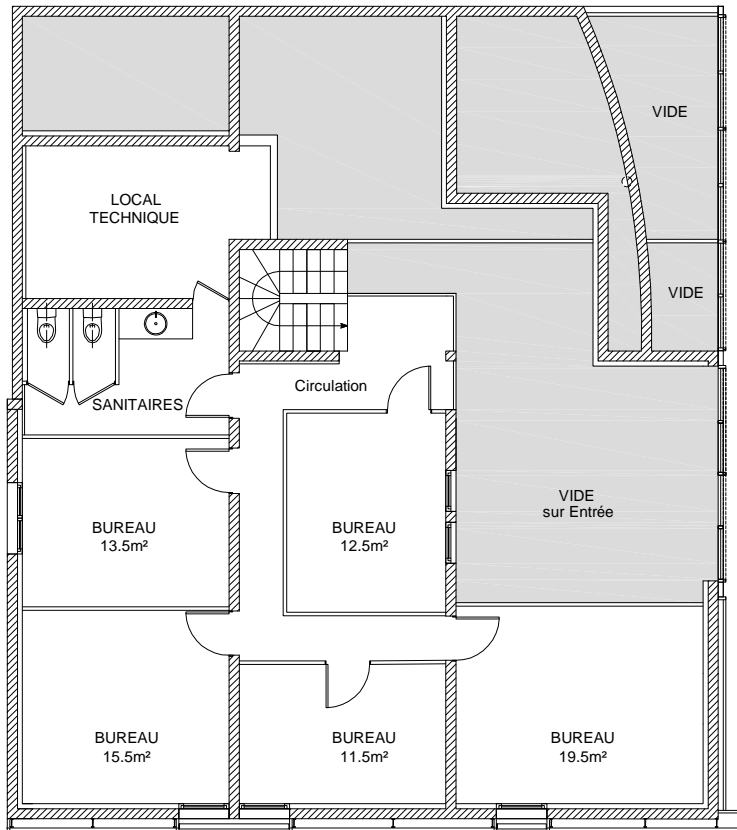 VIDE
LOCAL
TECHNIQUE
VIDE
Circulation
SANITAIRES
VIDE
sur Entrée
BUREAU
13.5m²
BUREAU
12.5m²
BUREAU
15.5m²
BUREAU
11.5m²
BUREAU
19.5m²